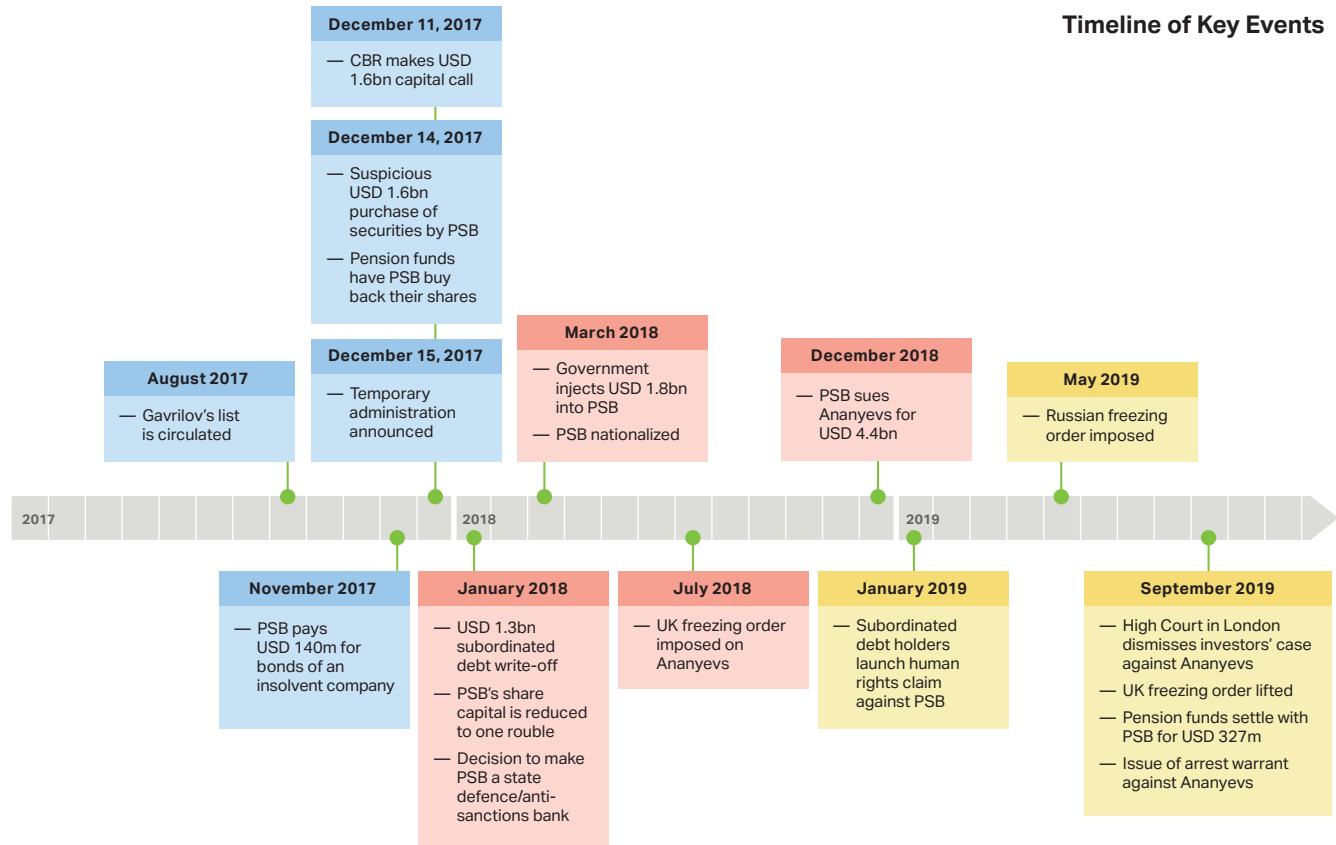 Timeline of Key Events
December 11, 2017
— CBR makes USD
1.6bn capital call
December 14, 2017
— Suspicious
USD 1.6bn
purchase of
securities by PSB
— Pension funds
have PSB buy
back their shares
August 2017
— Gavrilov’s list
is circulated
December 15, 2017
— Temporary
administration
announced
March 2018
— Government
injects USD 1.8bn
into PSB
— PSB nationalized
December 2018
— PSB sues
Ananyevs for
USD 4.4bn
May 2019
— Russian freezing
order imposed
2017
2018
2019
November 2017
— PSB pays
USD 140m for
bonds of an
insolvent company
January 2018
— USD 1.3bn
subordinated
debt write-off
— PSB’s share
capital is reduced
to one rouble
— Decision to make
PSB a state
defence/anti-
sanctions bank
July 2018
— UK freezing order
imposed on
Ananyevs
January 2019
— Subordinated
debt holders
launch human
rights claim
against PSB
September 2019
— High Court in London
dismisses investors’ case
against Ananyevs
— UK freezing order lifted
— Pension funds settle with
PSB for USD 327m
— Issue of arrest warrant
against Ananyevs